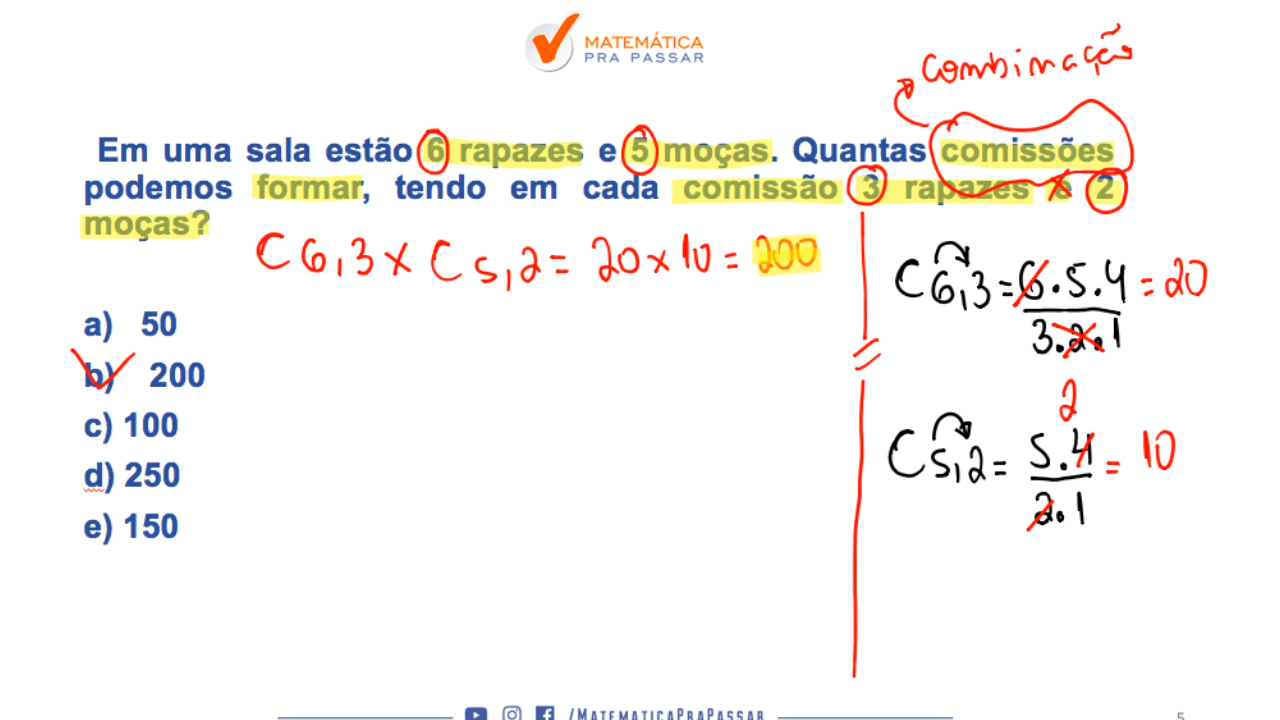 MATEMÁTICA
PRA PASSAR
Combinação
Em uma sala estão 6 rapazes e 5 moças. Quantas comissões
podemos formar, tendo em cada comissão 3 rapazes e 2
moças?
C6,3 x C5,2 = 20 x 10 = 200
a) 50
b) 200
c) 100
d) 250
e) 150
C6,3 = 6.5.4 = 20
3.2.1
2
C5,2 = 5.4 = 10
2.1
/MATEMATICAPRAPASSAR
5